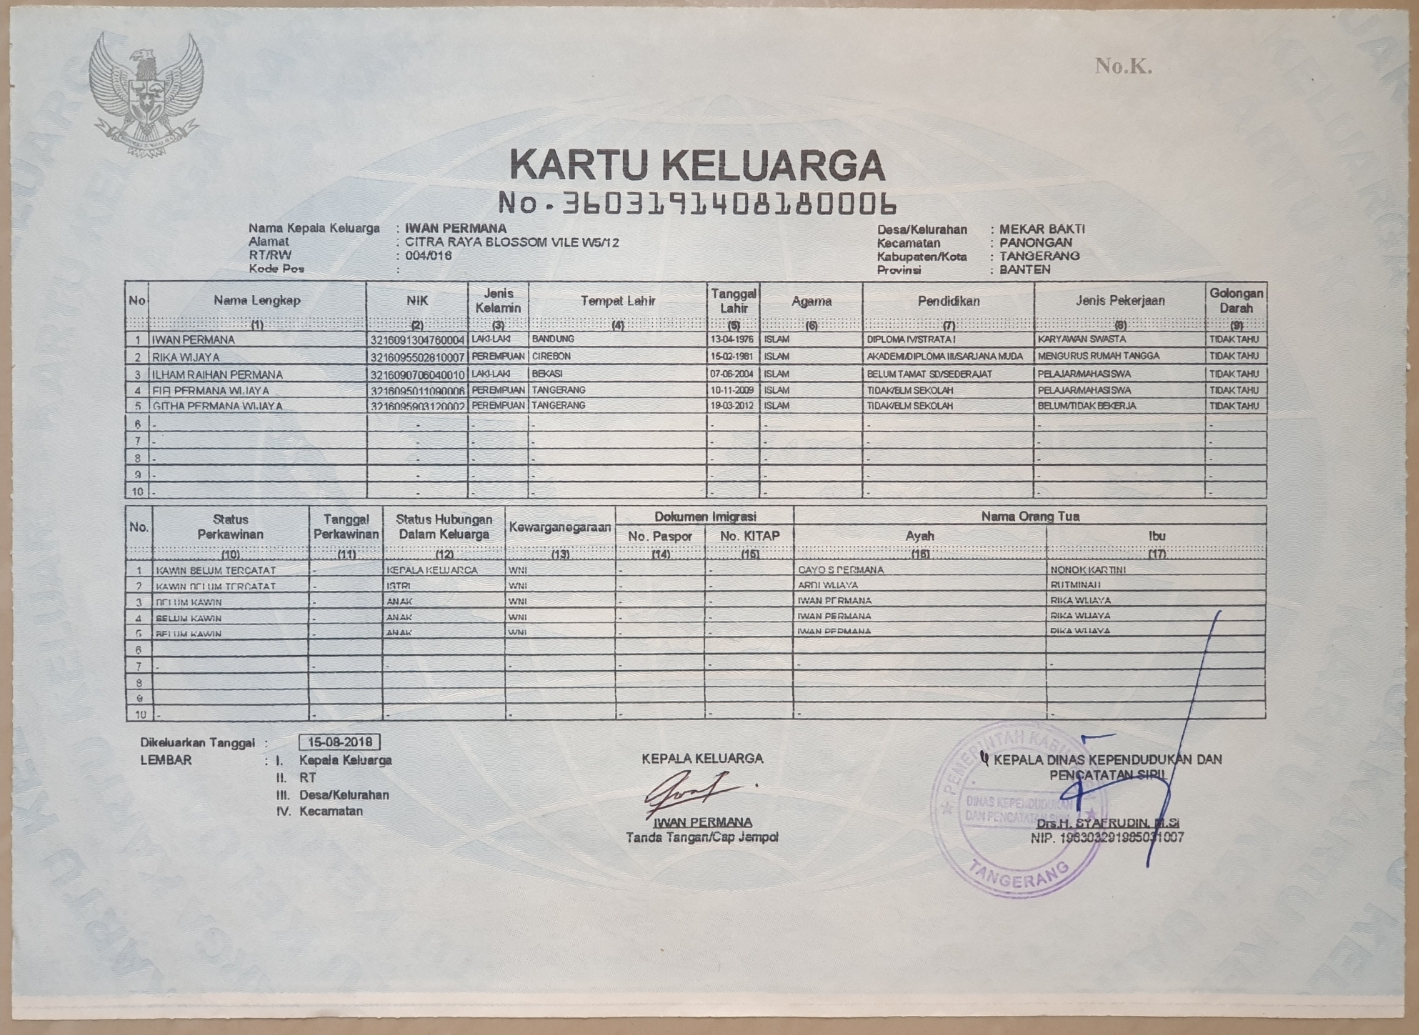 No.K.
KARTU KELUARGA
No. 3603191408180006
Nama Kepala Keluarga : IWAN PERMANA
Alamat : CITRA RAYA BLOSSOM VILE W5/12
RT/RW : 004/016
Kode Pos :
Desa/Kelurahan : MEKAR BAKTI
Kecamatan : PANONGAN
Kabupaten/Kota : TANGERANG
Provinsi : BANTEN
No Nama Lengkap NIK Jenis Kelamin Tempat Lahir Tanggal Lahir Agama Pendidikan Jenis Pekerjaan Golongan Darah
(1) (2) (3) (4) (5) (6) (7) (8) (9)
1 IWAN PERMANA 3216091304760004 LAKI-LAKI BANDUNG 13-04-1976 ISLAM DIPLOMA IV/STRATA I KARYAWAN SWASTA TIDAK TAHU
2 RIKA WIJAYA 3216095502810007 PEREMPUAN CIREBON 15-02-1981 ISLAM AKADEMI/DIPLOMA III/SARJANA MUDA MENGURUS RUMAH TANGGA TIDAK TAHU
3 ILHAM RAIHAN PERMANA 3216090706040010 LAKI-LAKI BEKASI 07-06-2004 ISLAM BELUM TAMAT SD/SEDERAJAT PELAJAR/MAHASISWA TIDAK TAHU
4 FIFI PERMANA WIJAYA 3216095011090006 PEREMPUAN TANGERANG 10-11-2009 ISLAM TIDAK/BLM SEKOLAH PELAJAR/MAHASISWA TIDAK TAHU
5 GITHA PERMANA WIJAYA 3216095903120002 PEREMPUAN TANGERANG 19-03-2012 ISLAM TIDAK/BLM SEKOLAH BELUM/TIDAK BEKERJA TIDAK TAHU
6 - - - - - - - - -
7 - - - - - - - - -
8 - - - - - - - - -
9 - - - - - - - - -
10 - - - - - - - - -
No. Status Perkawinan Tanggal Perkawinan Status Hubungan Dalam Keluarga Kewarganegaraan Dokumen Imigrasi Nama Orang Tua
No. Paspor No. KITAP Ayah Ibu
(10) (11) (12) (13) (14) (15) (16) (17)
1 KAWIN BELUM TERCATAT - KEPALA KELUARGA WNI - - CAYO S PERMANA NONOK KARTINI
2 KAWIN BELUM TERCATAT - ISTRI WNI - - ARDI WIJAYA
3 BELUM KAWIN - ANAK WNI - - IWAN PERMANA RIKA WIJAYA
4 BELUM KAWIN - ANAK WNI - - IWAN PERMANA RIKA WIJAYA
5 BELUM KAWIN - ANAK WNI - - IWAN PERMANA RIKA WIJAYA
6
7 - - - - - - - -
8
9
10 - - - - - - - -
Dikeluarkan Tanggal : 15-08-2018
LEMBAR : I. Kepala Keluarga
II. RT
III. Desa/Kelurahan
IV. Kecamatan
KEPALA KELUARGA
IWAN PERMANA
Tanda Tangan/Cap Jempol
KEPALA DINAS KEPENDUDUKAN DAN
PENCATATAN SIPIL
Drs.H. SYAFRUDIN, M.Si
NIP. 196303291985031007
PEMERINTAH KABUPATEN
DINAS KEPENDUDUKAN
DAN PENCATATAN SIPIL
TANGERANG